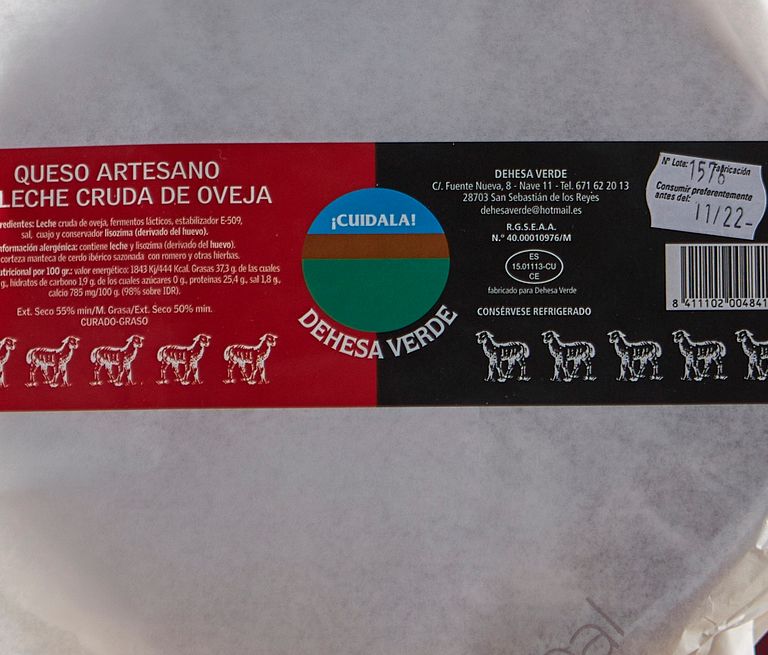 QUESO ARTESANO
LECHE CRUDA DE OVEJA
redientes: Leche cruda de oveja, fermentos lácticos, estabilizador E-509,
sal, cuajo y conservador lisozima (derivado del huevo).
nformación alergénica: contiene leche y lisozima (derivado del huevo).
corteza manteca de cerdo ibérico sazonada con romero y otras hierbas.
utricional por 100 gr.: valor energético: 1843 Kj/444 Kcal. Grasas 37,3 g. de las cuales
g., hidratos de carbono 1,9 g. de los cuales azúcares 0 g., proteinas 25,4 g., sal 1,8 g.,
calcio 785 mg/100 g. (98% sobre IDR).
Ext. Seco 55% min/M. Grasa/Ext. Seco 50% min.
CURADO-GRASO
¡CUIDALA!
DEHESA VERDE
DEHESA VERDE
C/. Fuente Nueva, 8 - Nave 11 - Tel. 671 62 20 13
28703 San Sebastián de los Reyes
dehesaverde@hotmail.es
R.G.S.E.A.A.
N.º 40.00010976/M
ES
15.01113-CU
CE
fabricado para Dehesa Verde
CONSÉRVESE REFRIGERADO
Nº Lote: 1578 Fabricación
Consumir preferentemente
antes del: 11/22-
8 411102 004841